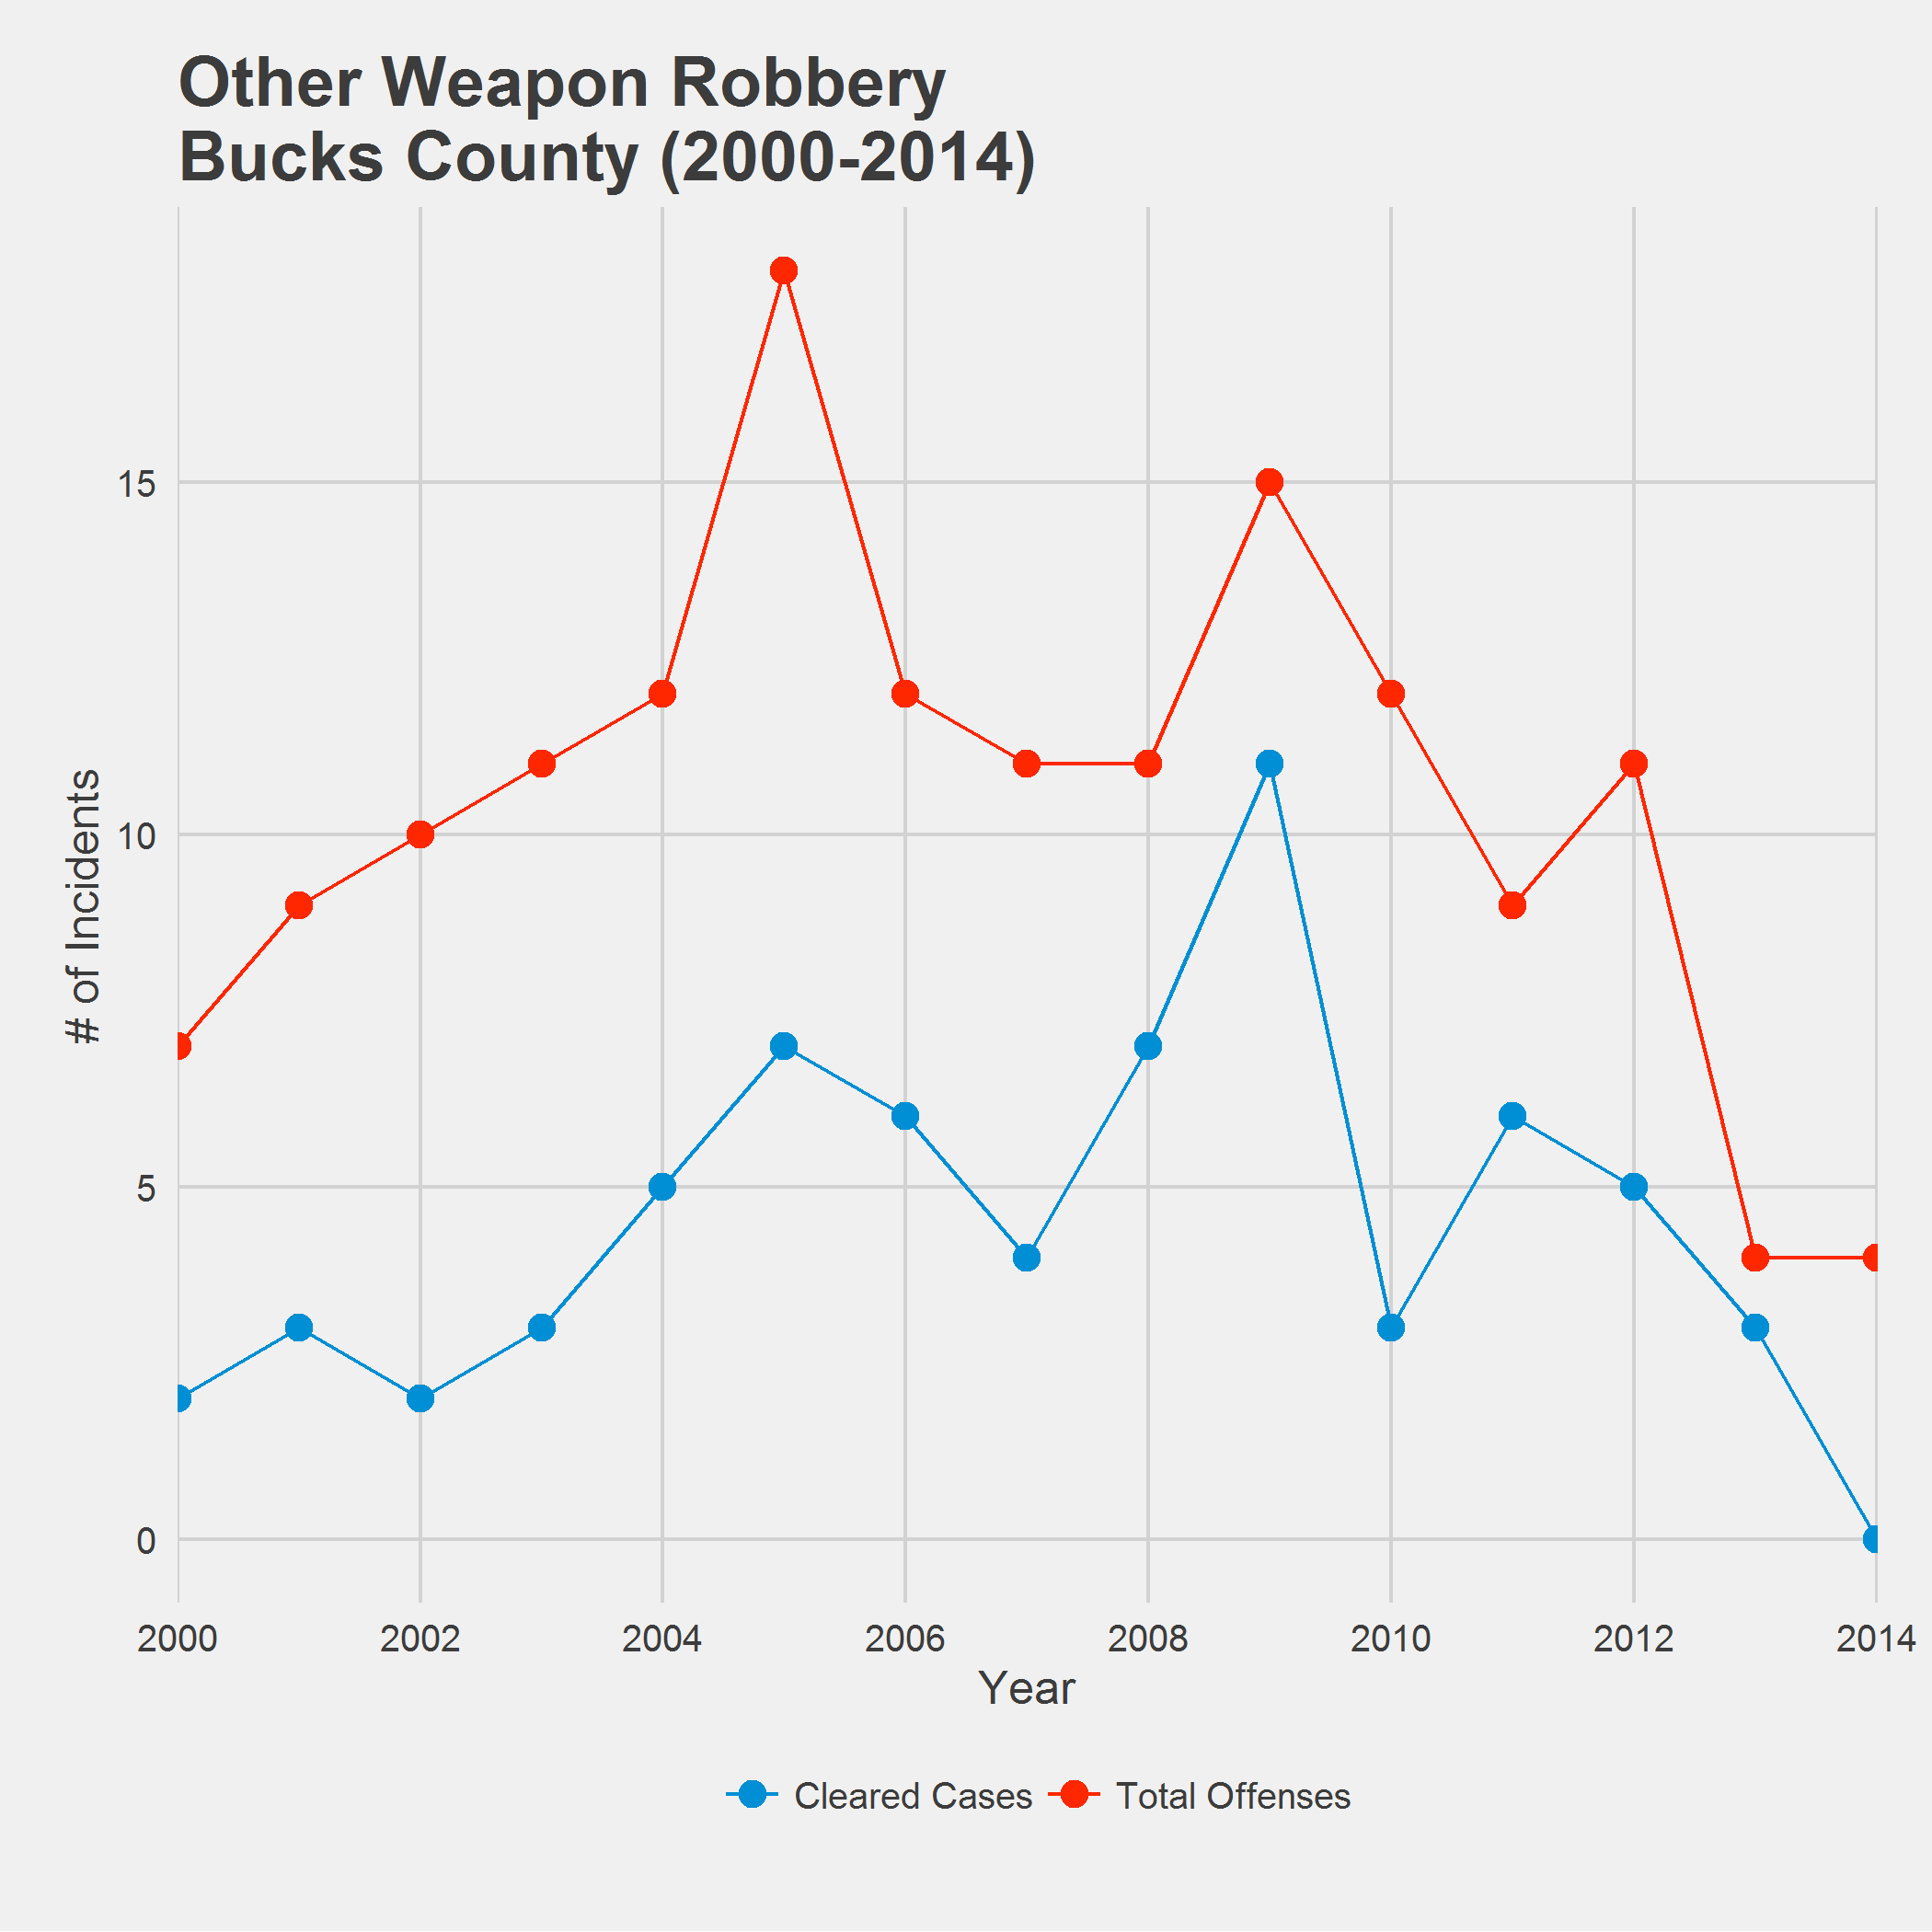 Other Weapon Robbery
Bucks County (2000-2014)
# of Incidents
15
10
5
0
2000 2002 2004 2006 2008 2010 2012 2014
Year
Cleared Cases Total Offenses